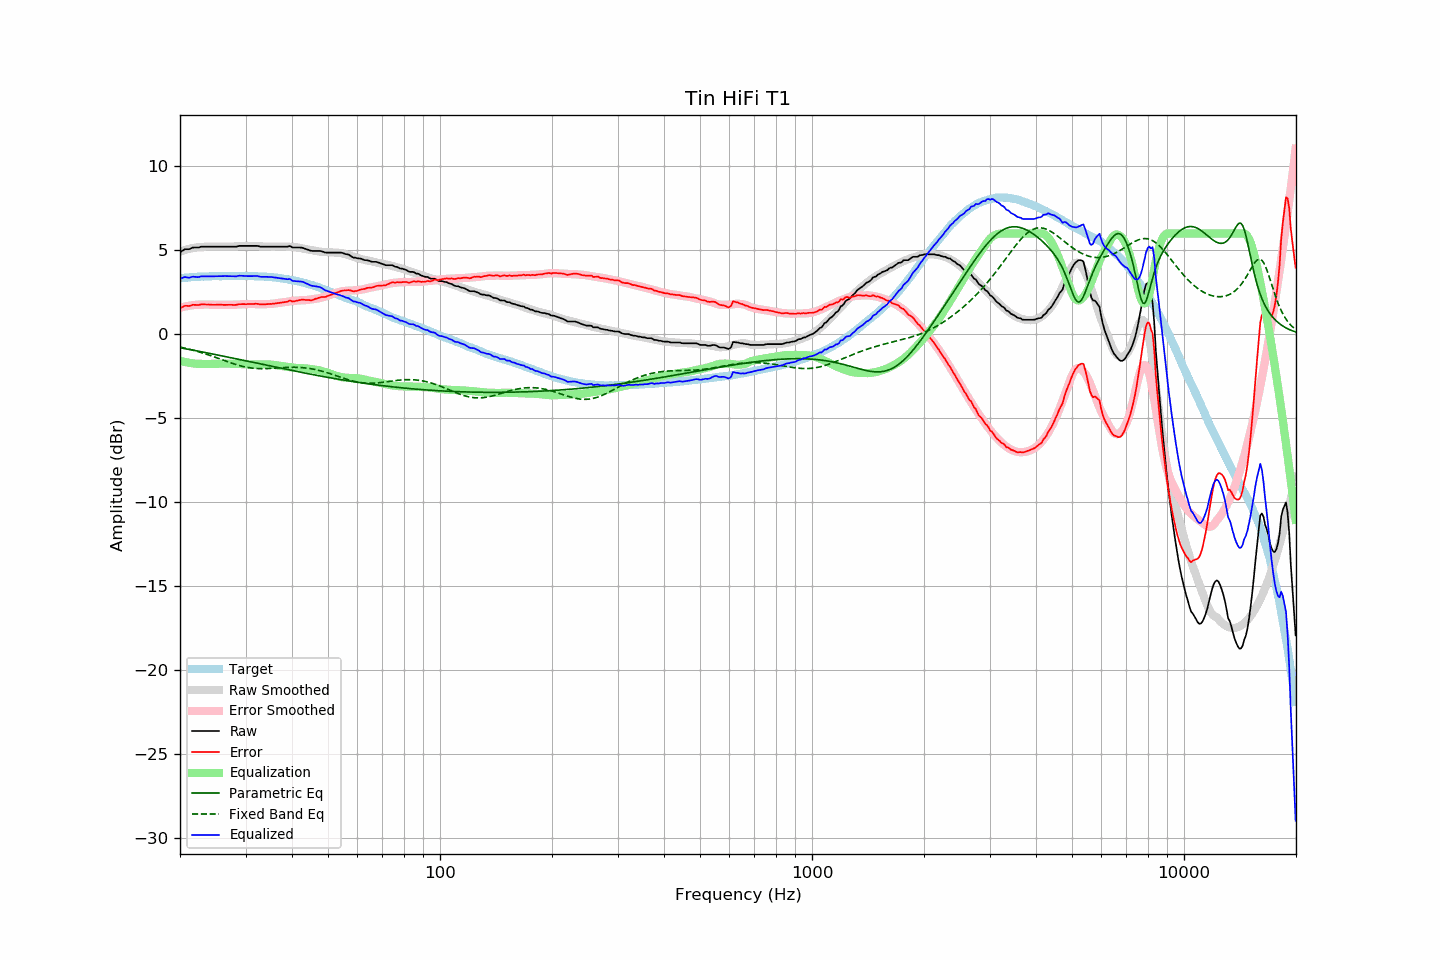 Tin HiFi T1
10
5
0
−5
−10
−15
−20
−25
−30
Amplitude (dBr)
Target
Raw Smoothed
Error Smoothed
Raw
Error
Equalization
Parametric Eq
Fixed Band Eq
Equalized
100 1000 10000
Frequency (Hz)